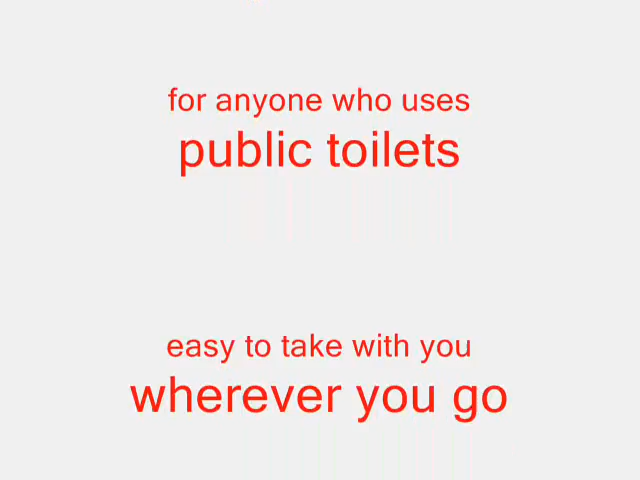 for anyone who uses
public toilets
easy to take with you
wherever you go